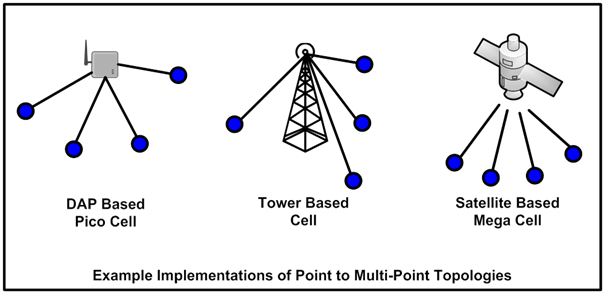 DAP Based
Pico Cell
Tower Based
Cell
Satellite Based
Mega Cell
Example Implementations of Point to Multi-Point Topologies